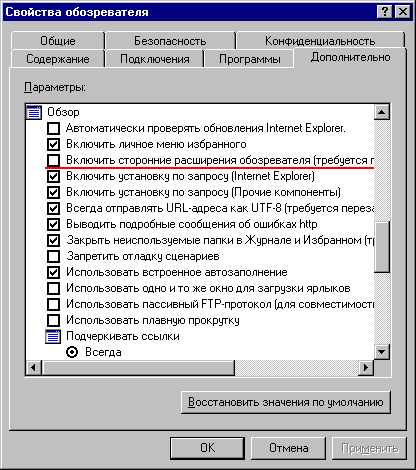 Свойства обозревателя
Общие Безопасность Конфиденциальность
Содержание Подключения Программы Дополнительно
Параметры:
Обзор
Автоматически проверять обновления Internet Explorer.
Включить личное меню избранного
Включить сторонние расширения обозревателя (требуется п
Включить установку по запросу (Internet Explorer)
Включить установку по запросу (Прочие компоненты)
Всегда отправлять URL-адреса как UTF-8 (требуется переза
Выводить подробные сообщения об ошибках http
Закрыть неиспользуемые папки в Журнале и Избранном (тр
Запретить отладку сценариев
Использовать встроенное автозаполнение
Использовать одно и то же окно для загрузки ярлыков
Использовать пассивный FTP-протокол (для совместимост
Использовать плавную прокрутку
Подчеркивать ссылки
Всегда
Восстановить значения по умолчанию
OK Отмена Применить